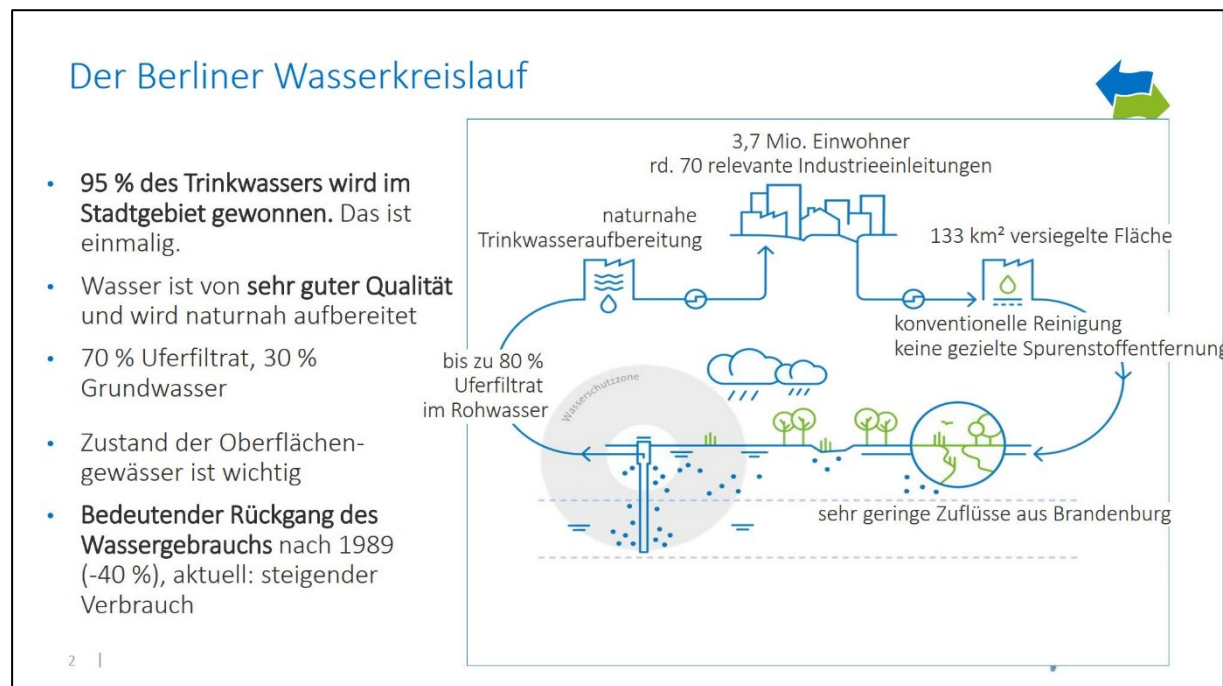 Der Berliner Wasserkreislauf
• 95 % des Trinkwassers wird im
Stadtgebiet gewonnen. Das ist
einmalig.
• Wasser ist von sehr guter Qualität
und wird naturnah aufbereitet
• 70 % Uferfiltrat, 30 %
Grundwasser
• Zustand der Oberflächen-
gewässer ist wichtig
• Bedeutender Rückgang des
Wassergebrauchs nach 1989
(-40 %), aktuell: steigender
Verbrauch
3,7 Mio. Einwohner
rd. 70 relevante Industrieeinleitungen
naturnahe
Trinkwasseraufbereitung
133 km² versiegelte Fläche
konventionelle Reinigung
keine gezielte Spurenstoffentfernung
bis zu 80 %
Uferfiltrat
im Rohwasser
Wasserschutzzone
sehr geringe Zuflüsse aus Brandenburg
2 |